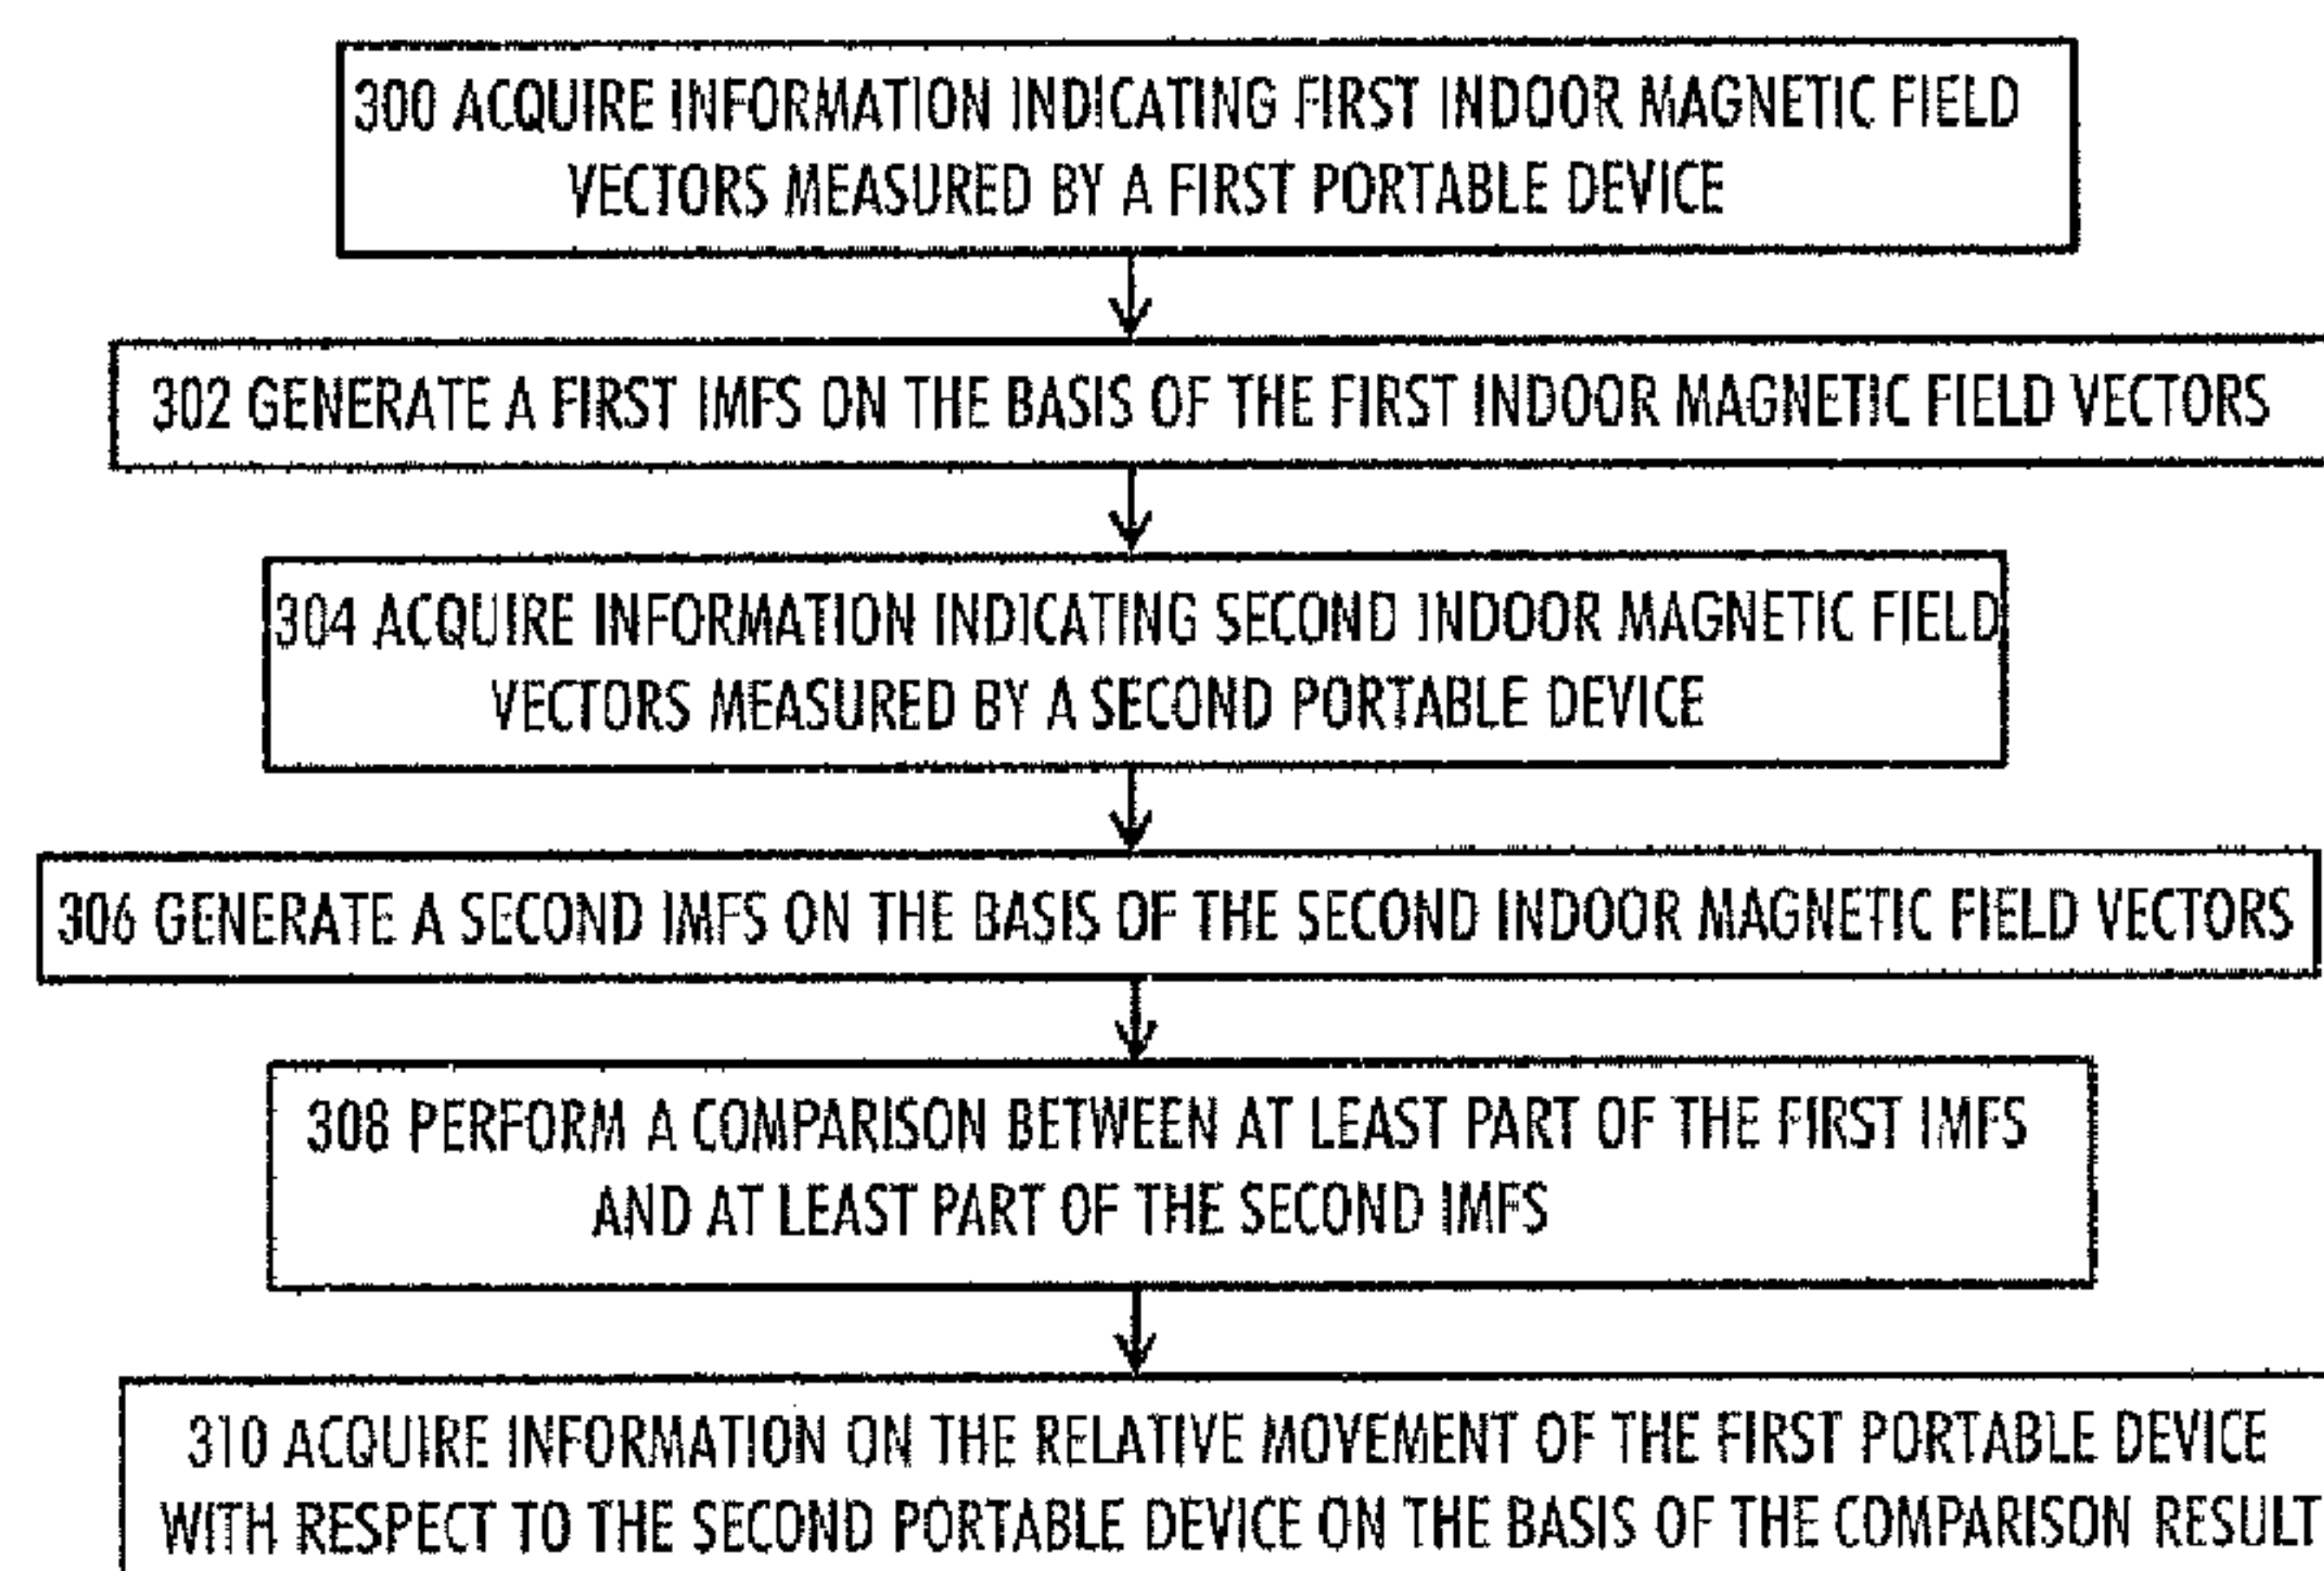 300 ACQUIRE INFORMATION INDICATING FIRST INDOOR MAGNETIC FIELD
VECTORS MEASURED BY A FIRST PORTABLE DEVICE
302 GENERATE A FIRST IMFS ON THE BASIS OF THE FIRST INDOOR MAGNETIC FIELD VECTORS
304 ACQUIRE INFORMATION INDICATING SECOND INDOOR MAGNETIC FIELD
VECTORS MEASURED BY A SECOND PORTABLE DEVICE
306 GENERATE A SECOND IMFS ON THE BASIS OF THE SECOND INDOOR MAGNETIC FIELD VECTORS
308 PERFORM A COMPARISON BETWEEN AT LEAST PART OF THE FIRST IMFS
AND AT LEAST PART OF THE SECOND IMFS
310 ACQUIRE INFORMATION ON THE RELATIVE MOVEMENT OF THE FIRST PORTABLE DEVICE
WITH RESPECT TO THE SECOND PORTABLE DEVICE ON THE BASIS OF THE COMPARISON RESULT